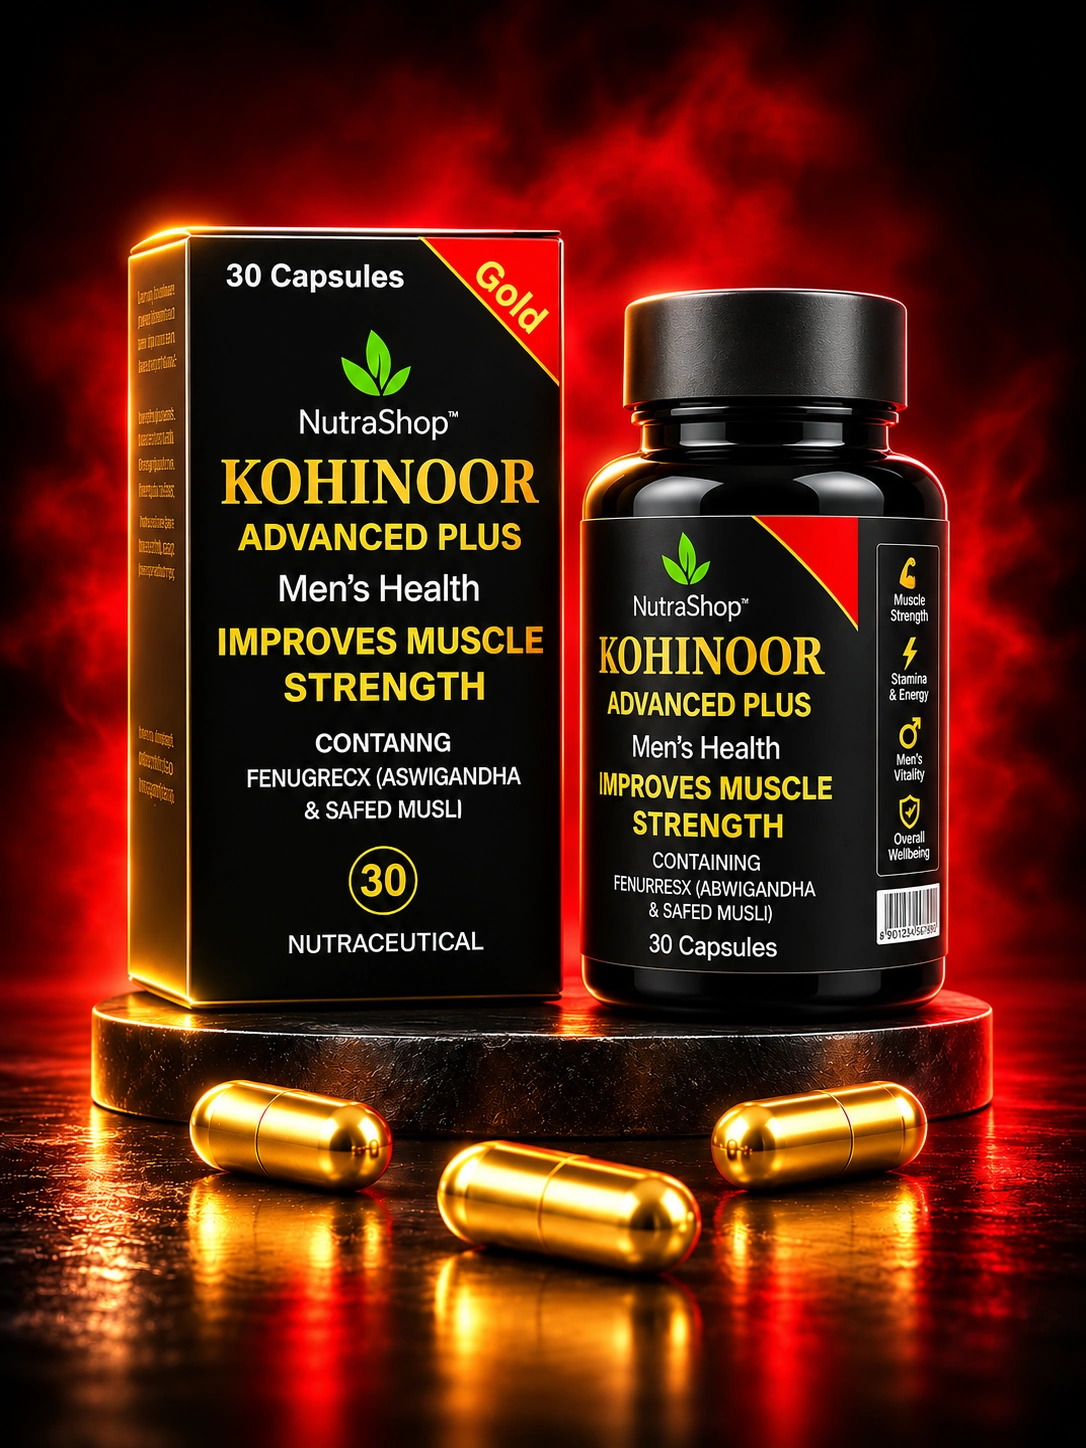 30 Capsules
Gold
NutraShop™
KOHINOOR
ADVANCED PLUS
Men's Health
IMPROVES MUSCLE
STRENGTH
CONTANNG
FENUGRECX (ASWIGANDHA
& SAFED MUSLI
30
NUTRACEUTICAL
NutraShop™
KOHINOOR
ADVANCED PLUS
Men's Health
IMPROVES MUSCLE
STRENGTH
CONTAINING
FENURRESX (ABWIGANDHA
& SAFED MUSLI)
30 Capsules
Muscle
Strength
Stamina
& Energy
Men's
Vitality
Overall
Wellbeing